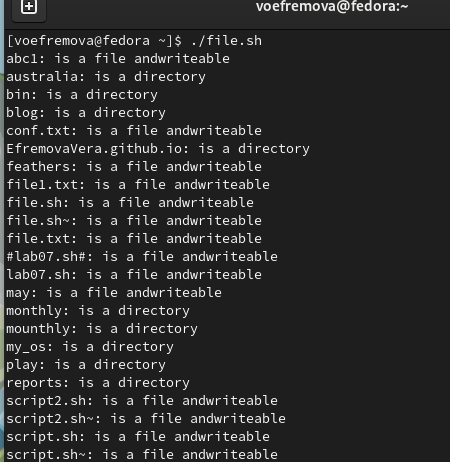 voefremova@fedora:~
[voefremova@fedora ~]$ ./file.sh
abc1: is a file andwriteable
australia: is a directory
bin: is a directory
blog: is a directory
conf.txt: is a file andwriteable
EfremovaVera.github.io: is a directory
feathers: is a file andwriteable
file1.txt: is a file andwriteable
file.sh: is a file andwriteable
file.sh~: is a file andwriteable
file.txt: is a file andwriteable
#lab07.sh#: is a file andwriteable
lab07.sh: is a file andwriteable
may: is a file andwriteable
monthly: is a directory
mounthly: is a directory
my_os: is a directory
play: is a directory
reports: is a directory
script2.sh: is a file andwriteable
script2.sh~: is a file andwriteable
script.sh: is a file andwriteable
script.sh~: is a file andwriteable